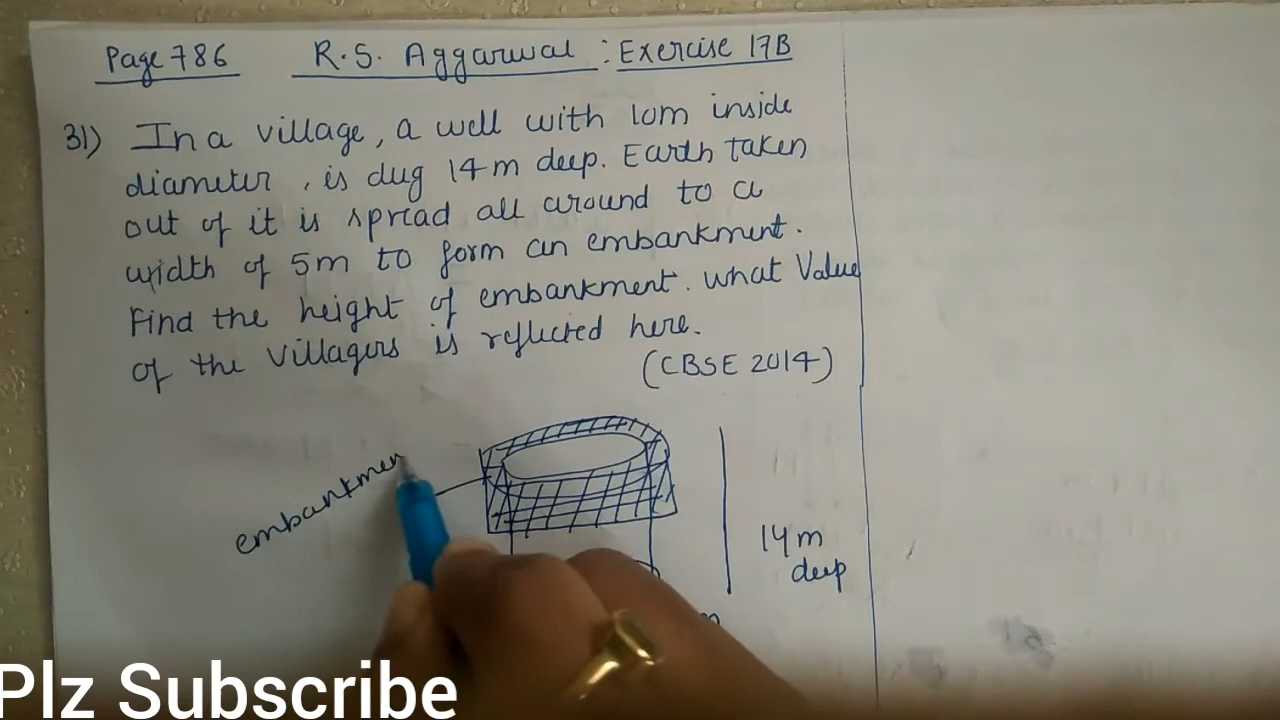 Page 786 R.S. Aggarwal : Exercise 17B
31) In a village, a well with 10m inside
diameter, is dug 14m deep. Earth taken
out of it is spread all around to a
width of 5m to form an embankment.
Find the height of embankment. what Value
of the villagers is reflected here.
(CBSE 2014)
embankmen
14m
deep
Plz Subscribe